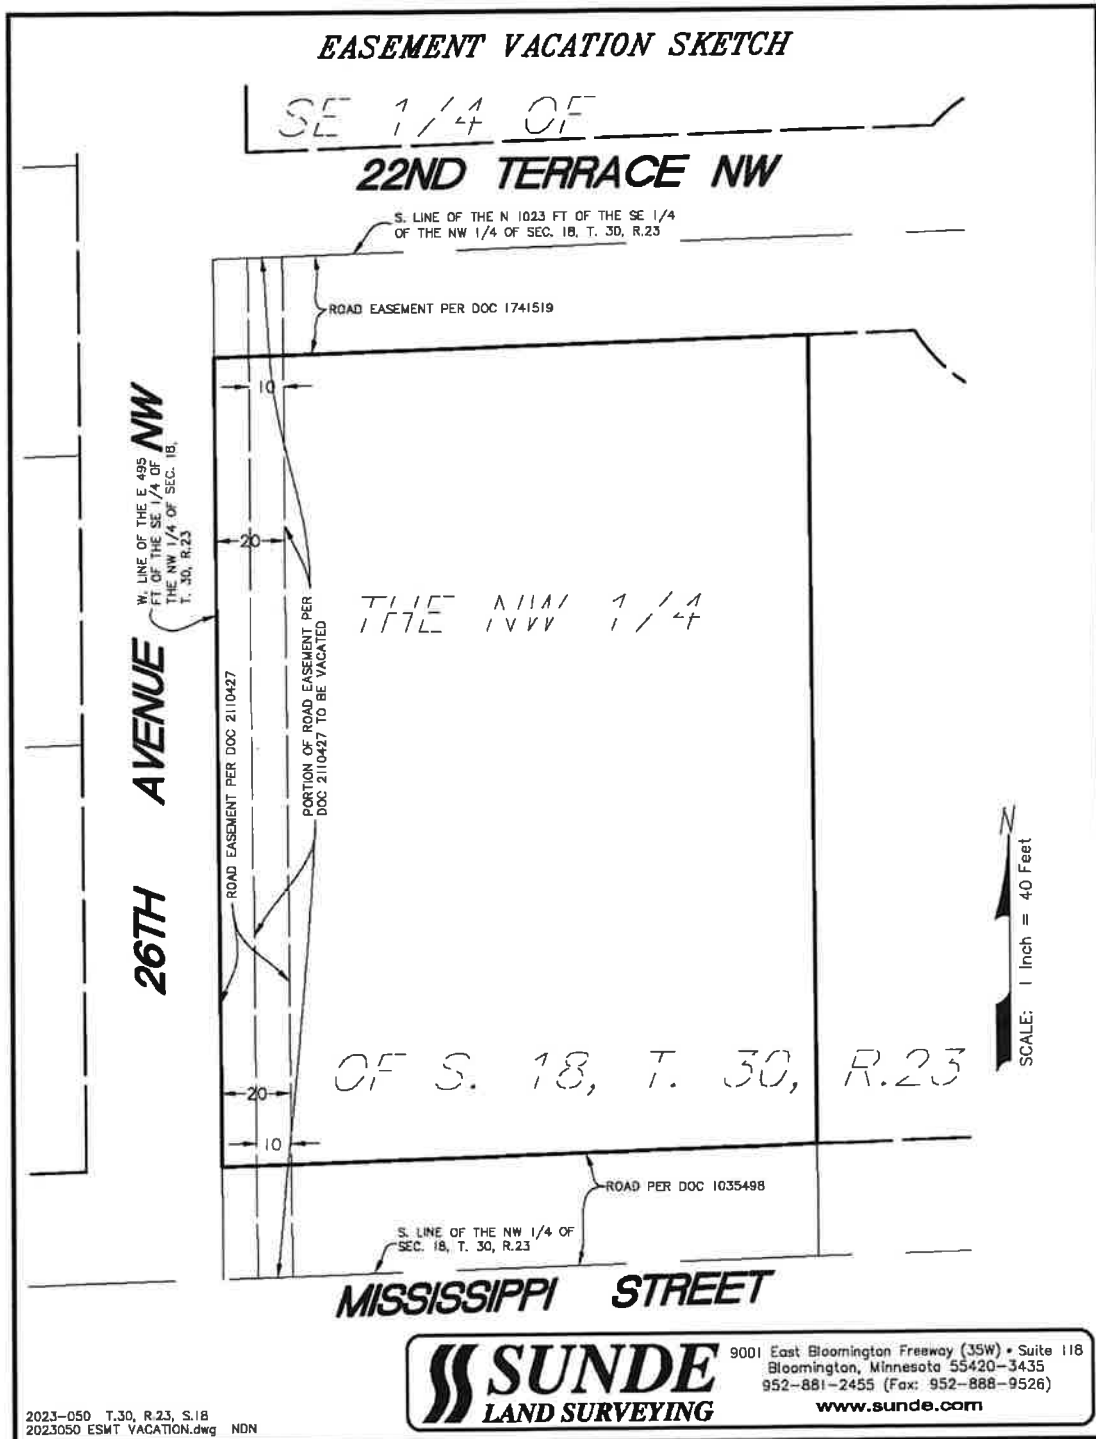 EASEMENT VACATION SKETCH
SE 1/4 OF
22ND TERRACE NW
S. LINE OF THE N 1023 FT OF THE SE 1/4
OF THE NW 1/4 OF SEC. 18, T. 30, R.23
ROAD EASEMENT PER DOC 1741519
10
20
26TH AVENUE NW
W. LINE OF THE E 495
FT OF THE SE 1/4 OF
THE NW 1/4 OF SEC. 18,
T. 30, R.23
ROAD EASEMENT PER DOC 2110427
PORTION OF ROAD EASEMENT PER
DOC 2110427 TO BE VACATED
THE NW 1/4
N
SCALE: 1 Inch = 40 Feet
OF S. 18, T. 30, R.23
20
10
ROAD PER DOC 1035498
S. LINE OF THE NW 1/4 OF
SEC. 18, T. 30, R.23
MISSISSIPPI STREET
SUNDE
LAND SURVEYING
9001 East Bloomington Freeway (35W) • Suite 118
Bloomington, Minnesota 55420-3435
952-881-2455 (Fax: 952-888-9526)
www.sunde.com
2023-050 T.30, R.23, S.18
2023050 ESMT VACATION.dwg NDN